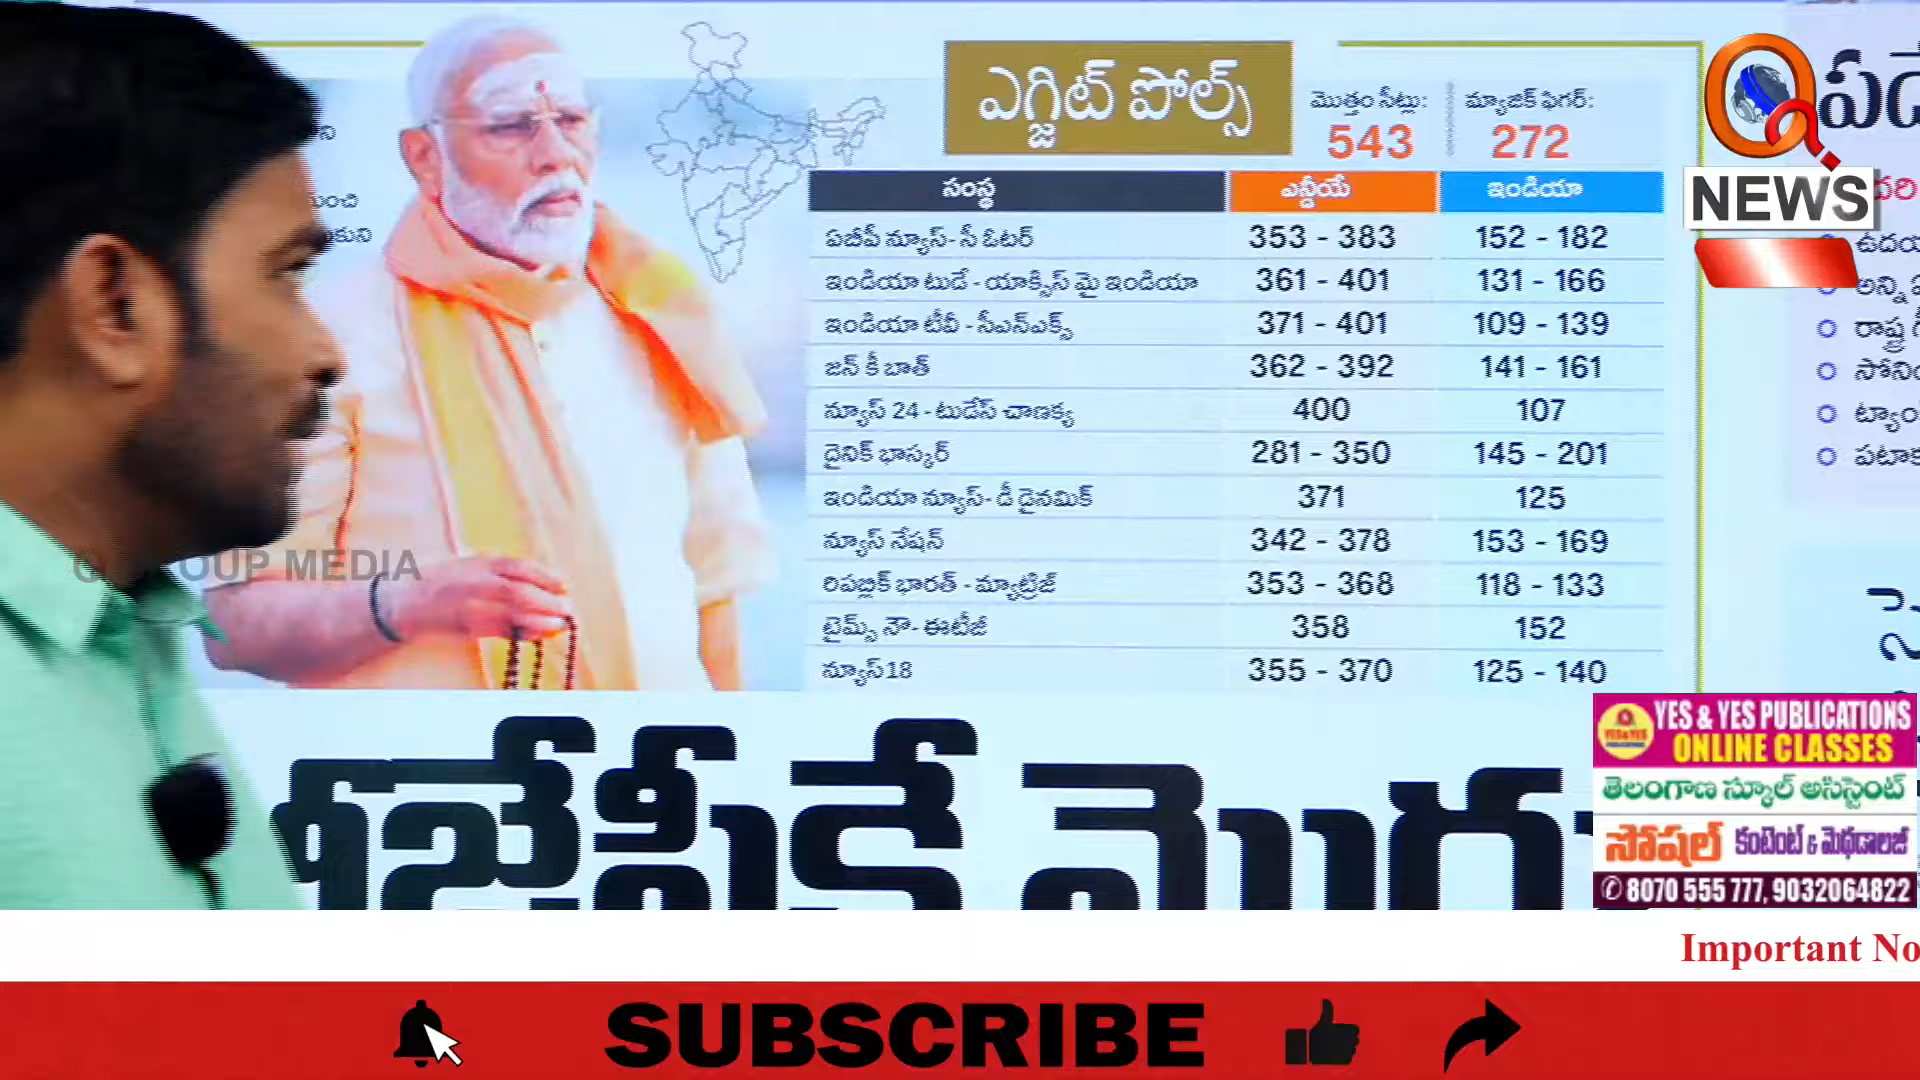 ఎగ్జిట్ పోల్స్
మొత్తం సీట్లు:
543
మ్యాజిక్ ఫిగర్:
272
సంస్థ ఎన్డీయే ఇండియా
ఏబీపీ న్యూస్- సీ ఓటర్ 353 - 383 152 - 182
ఇండియా టుడే - యాక్సిస్ మై ఇండియా 361 - 401 131 - 166
ఇండియా టీవీ - సీఎన్ఎక్స్ 371 - 401 109 - 139
జన్ కీ బాత్ 362 - 392 141 - 161
న్యూస్ 24 - టుడేస్ చాణక్య 400 107
దైనిక్ భాస్కర్ 281 - 350 145 - 201
ఇండియా న్యూస్- డీ డైనమిక్ 371 125
న్యూస్ నేషన్ 342 - 378 153 - 169
రిపబ్లిక్ భారత్ - మ్యాట్రిజ్ 353 - 368 118 - 133
టైమ్స్ నౌ- ఈటీజీ 358 152
న్యూస్18 355 - 370 125 - 140
NEWS
MEDIA
YES & YES PUBLICATIONS
ONLINE CLASSES
తెలంగాణ స్కూల్ అసిస్టెంట్
సోషల్ కంటెంట్ & మెథడాలజీ
8070 555 777, 9032064822
Important No
SUBSCRIBE